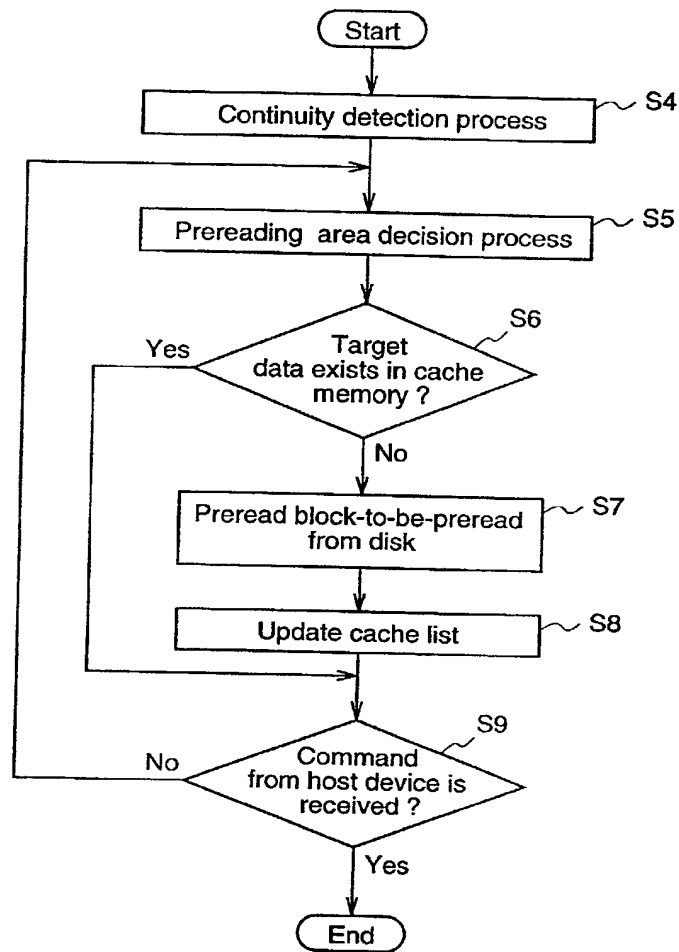 Start
Continuity detection process
S4
Prereading area decision process
S5
S6
Yes
Target
data exists in cache
memory ?
No
Preread block-to-be-preread
from disk
S7
Update cache list
S8
S9
No
Command
from host device is
received ?
Yes
End